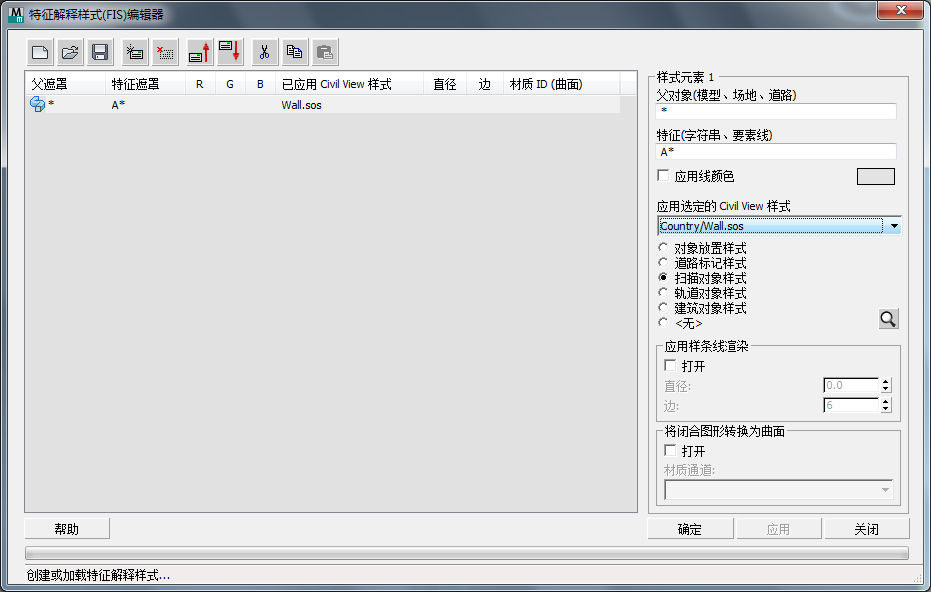 特征解释样式(FIS)编辑器
父遮罩 特征遮罩 R G B 已应用 Civil View 样式 直径 边 材质 ID (曲面)
* A* Wall.sos
样式元素 1
父对象(模型、场地、道路)
*
特征(字符串、要素线)
A*
应用线颜色
应用选定的 Civil View 样式
Country/Wall.sos
对象放置样式
道路标记样式
扫描对象样式
轨道对象样式
建筑对象样式
<无>
应用样条线渲染
打开
直径: 0.0
边: 6
将闭合图形转换为曲面
打开
材质通道:
帮助 确定 应用 关闭
创建或加载特征解释样式...